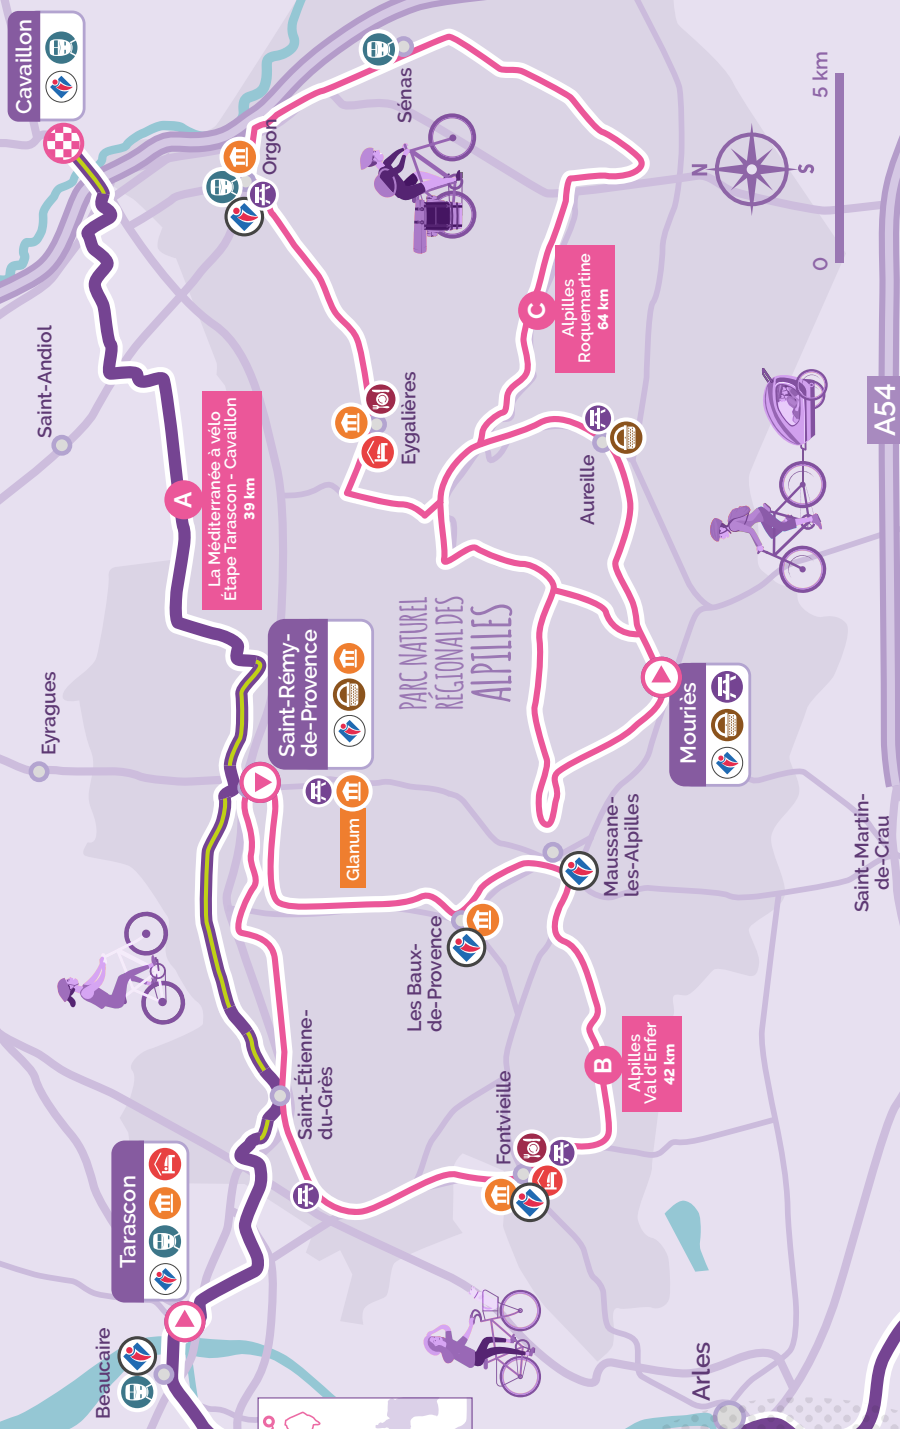 Beaucaire
Tarascon
Saint-Étienne-
du-Grès
Eyragues
Saint-Rémy-
de-Provence
Glanum
A
La Méditerranée à vélo
Étape Tarascon - Cavaillon
39 km
Saint-Andiol
Cavaillon
Orgon
Sénas
Eygalières
PARC NATUREL
RÉGIONAL DES
ALPILLES
Les Baux-
de-Provence
Fontvieille
Maussane-
les-Alpilles
B
Alpilles
Val d'Enfer
42 km
Mouriès
Aureille
C
Alpilles
Roquemartine
64 km
N
S
0
5 km
A54
Saint-Martin-
de-Crau
Arles